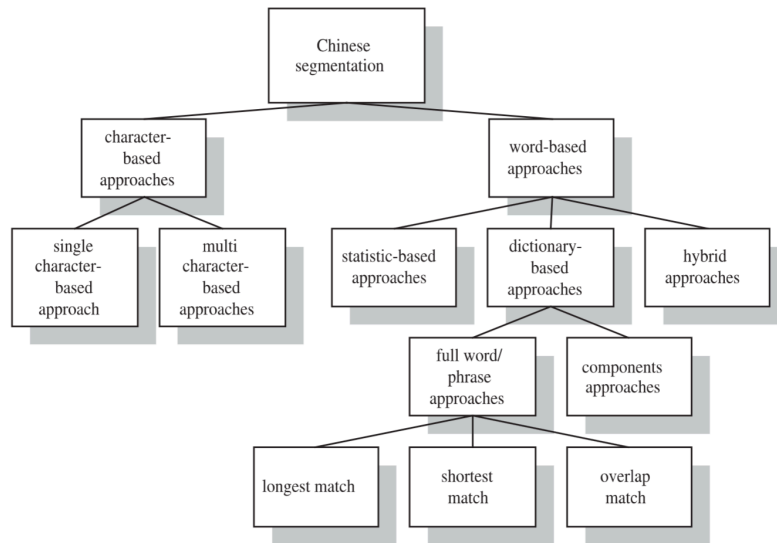 Chinese
segmentation
character-
based
approaches
word-based
approaches
single
character-
based
approach
multi
character-
based
approaches
statistic-based
approaches
dictionary-
based
approaches
hybrid
approaches
full word/
phrase
approaches
components
approaches
longest match
shortest
match
overlap
match